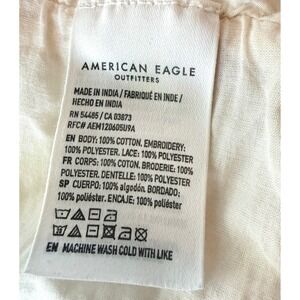 AMERICAN EAGLE
OUTFITTERS
MADE IN INDIA / FABRIQUÉ EN INDE /
HECHO EN INDIA
RN 54485 / CA 03873
RFC# AEM120605U9A
EN BODY: 100% COTTON. EMBROIDERY:
100% POLYESTER. LACE: 100% POLYESTER.
FR CORPS: 100% COTON. BRODERIE: 100%
POLYESTER. DENTELLE: 100% POLYESTER
SP CUERPO: 100% algodón. BORDADO:
100% poliéster. ENCAJE: 100% poliéster
EN MACHINE WASH COLD WITH LIKE